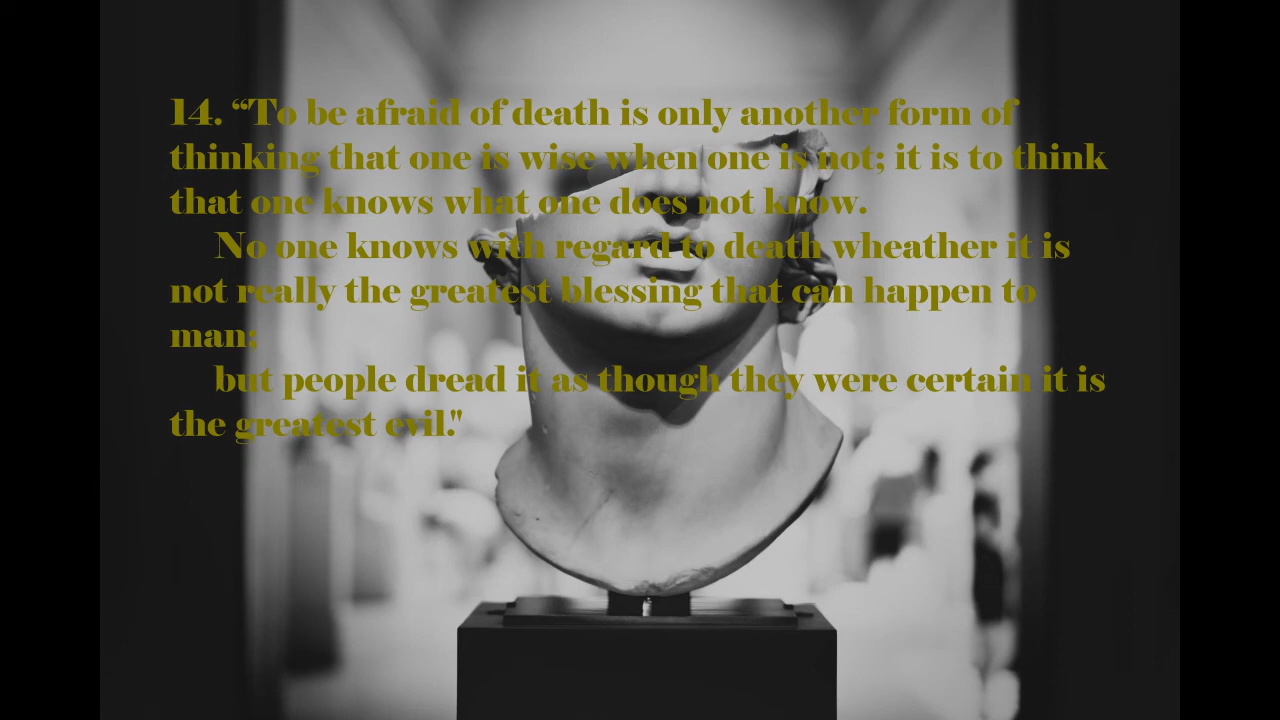 14. “To be afraid of death is only another form of
thinking that one is wise when one is not; it is to think
that one knows what one does not know.
No one knows with regard to death wheather it is
not really the greatest blessing that can happen to
man;
but people dread it as though they were certain it is
the greatest evil."